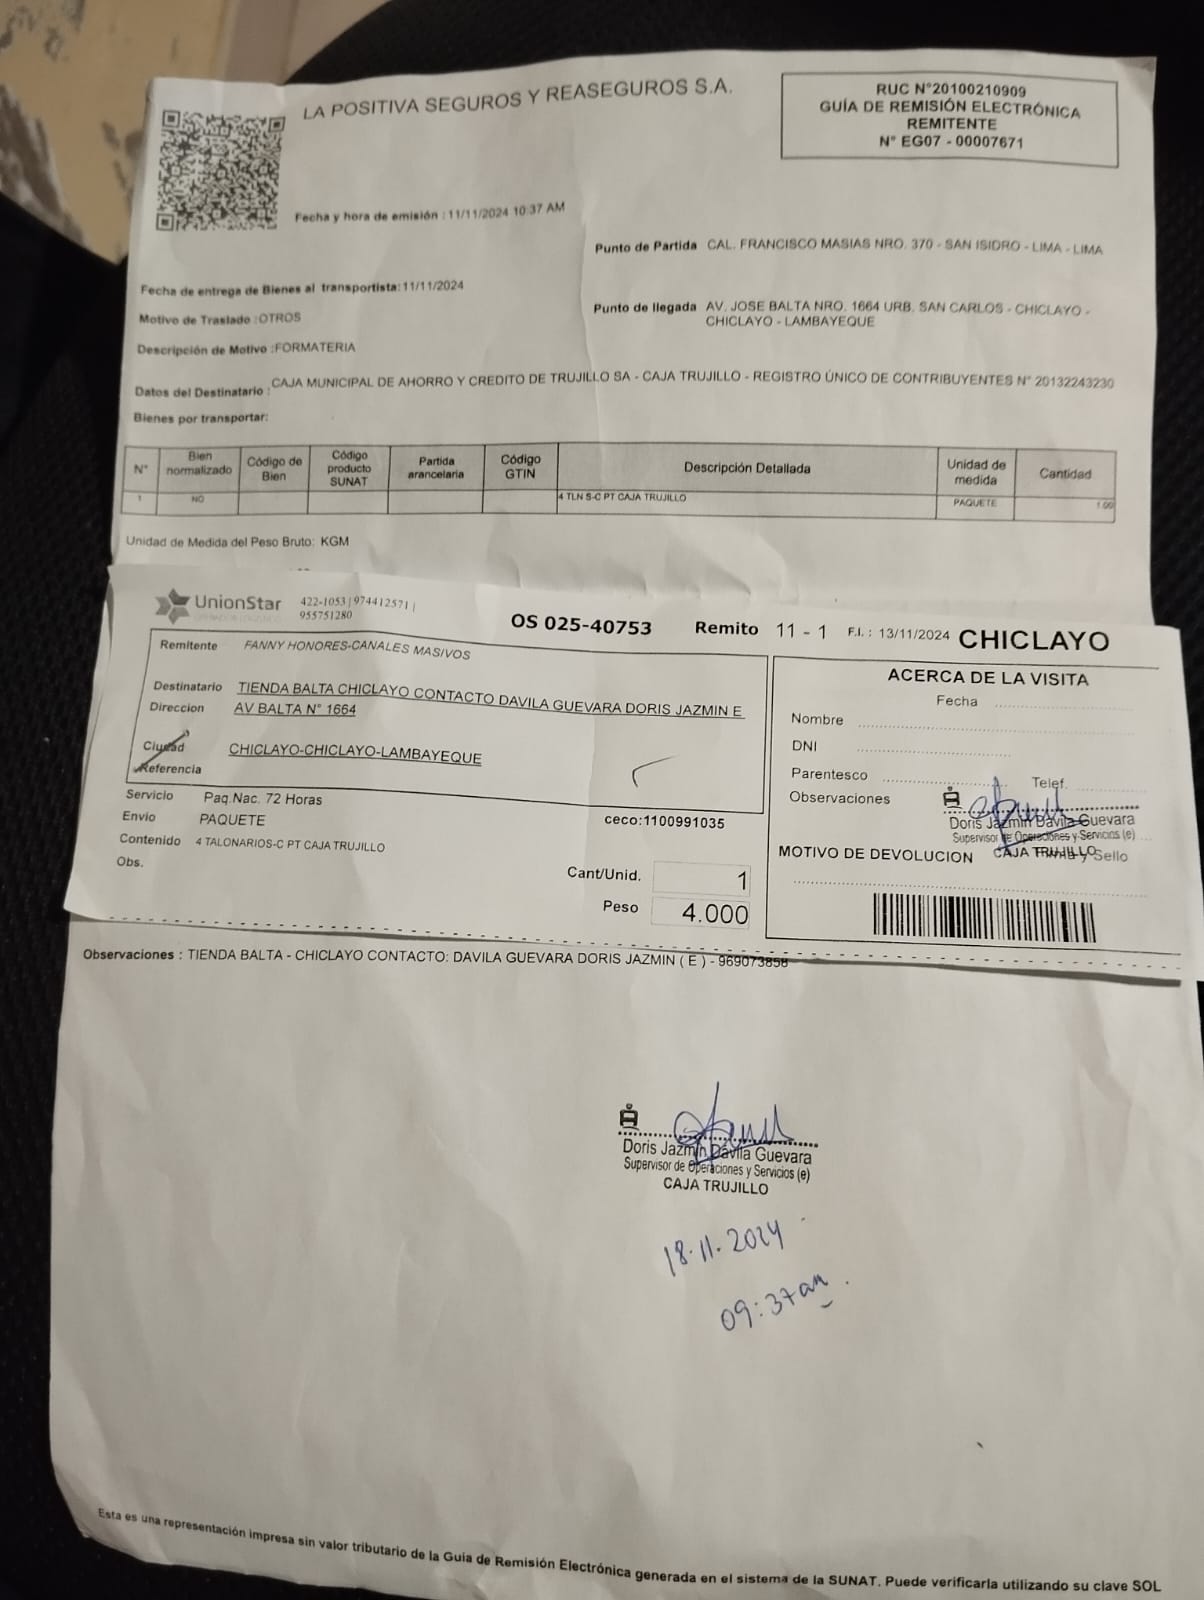 LA POSITIVA SEGUROS Y REASEGUROS S.A.
RUC N°20100210909
GUÍA DE REMISIÓN ELECTRÓNICA
REMITENTE
N° EG07 - 00007671
Fecha y hora de emisión : 11/11/2024 10:37 AM
Punto de Partida CAL. FRANCISCO MASIAS NRO. 370 - SAN ISIDRO - LIMA - LIMA
Fecha de entrega de Bienes al transportista:11/11/2024
Punto de llegada AV. JOSE BALTA NRO. 1664 URB. SAN CARLOS - CHICLAYO -
CHICLAYO - LAMBAYEQUE
Motivo de Traslado :OTROS
Descripción de Motivo :FORMATERIA
Datos del Destinatario : CAJA MUNICIPAL DE AHORRO Y CREDITO DE TRUJILLO SA - CAJA TRUJILLO - REGISTRO ÚNICO DE CONTRIBUYENTES N° 20132243230
Bienes por transportar:
N° Bien normalizado Código de Bien Código producto SUNAT Partida arancelaria Código GTIN Descripción Detallada Unidad de medida Cantidad
1 NO 4 TLN S-C PT CAJA TRUJILLO PAQUETE 1.00
Unidad de Medida del Peso Bruto: KGM
UnionStar 422-1053 | 974412571 |
955751280
OS 025-40753 Remito 11 - 1 F.I. : 13/11/2024 CHICLAYO
Remitente FANNY HONORES-CANALES MASIVOS
Destinatario TIENDA BALTA CHICLAYO CONTACTO DAVILA GUEVARA DORIS JAZMIN E
Direccion AV BALTA N° 1664
Ciudad CHICLAYO-CHICLAYO-LAMBAYEQUE
Referencia
Servicio Paq.Nac. 72 Horas
Envio PAQUETE
ceco:1100991035
Contenido 4 TALONARIOS-C PT CAJA TRUJILLO
Obs.
Cant/Unid. 1
Peso 4.000
ACERCA DE LA VISITA
Fecha
Nombre
DNI
Parentesco Telef.
Observaciones
Doris Jazmin Dávila Guevara
Supervisor de Operaciones y Servicios (e)
CAJA TRUJILLO
MOTIVO DE DEVOLUCION y Sello
Observaciones : TIENDA BALTA - CHICLAYO CONTACTO: DAVILA GUEVARA DORIS JAZMIN ( E ) - 969073858
Doris Jazmin Dávila Guevara
Supervisor de Operaciones y Servicios (e)
CAJA TRUJILLO
18.11.2024
09:37am
Esta es una representación impresa sin valor tributario de la Guia de Remisión Electrónica generada en el sistema de la SUNAT. Puede verificarla utilizando su clave SOL